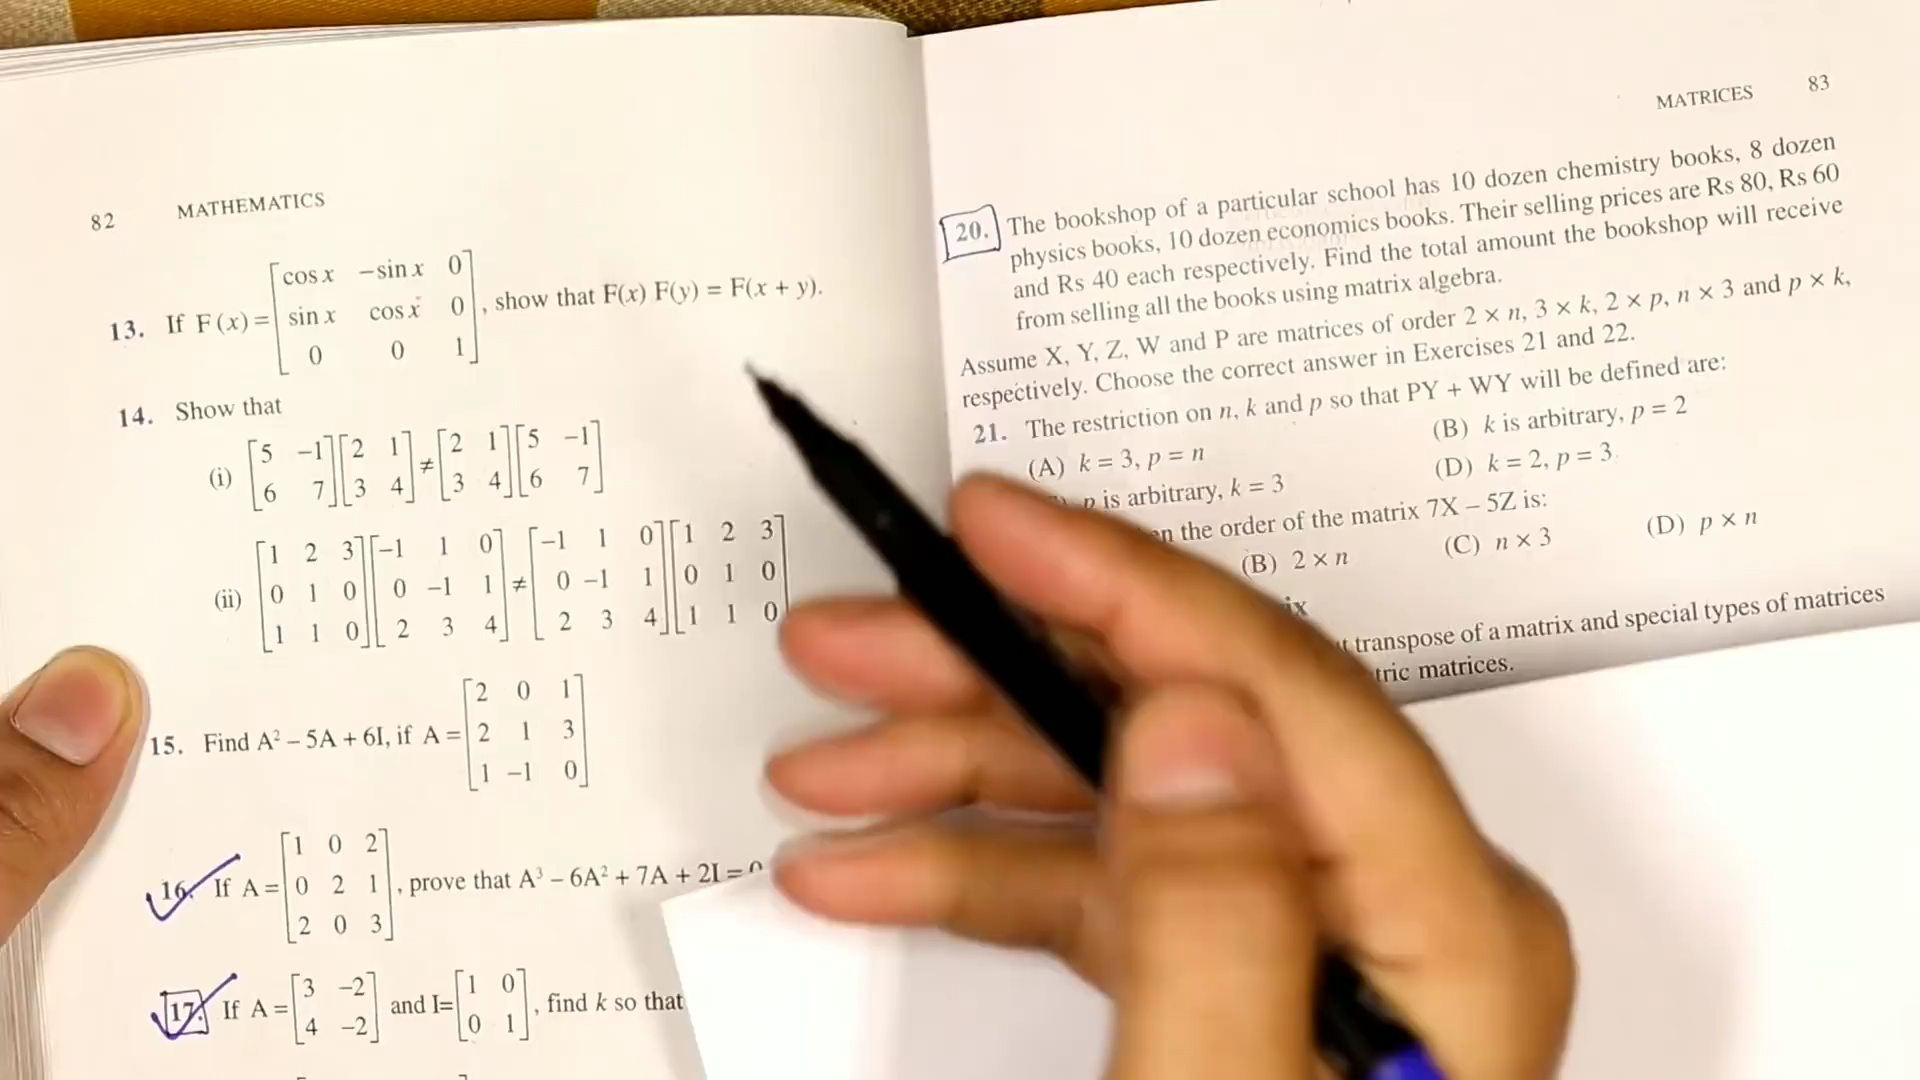 82 MATHEMATICS
13. If F (x) = [cos x −sin x 0
sin x cos x 0
0 0 1] , show that F(x) F(y) = F(x + y).
14. Show that
(i) [5 −1
6 7] [2 1
3 4] ≠ [2 1
3 4] [5 −1
6 7]
(ii) [1 2 3
0 1 0
1 1 0] [−1 1 0
0 −1 1
2 3 4] ≠ [−1 1 0
0 −1 1
2 3 4] [1 2 3
0 1 0
1 1 0]
15. Find A² − 5A + 6I, if A = [2 0 1
2 1 3
1 −1 0]
16. If A = [1 0 2
0 2 1
2 0 3] , prove that A³ − 6A² + 7A + 2I = 0
17. If A = [3 −2
4 −2] and I= [1 0
0 1] , find k so that
MATRICES 83
20. The bookshop of a particular school has 10 dozen chemistry books, 8 dozen
physics books, 10 dozen economics books. Their selling prices are Rs 80, Rs 60
and Rs 40 each respectively. Find the total amount the bookshop will receive
from selling all the books using matrix algebra.
Assume X, Y, Z, W and P are matrices of order 2 × n, 3 × k, 2 × p, n × 3 and p × k,
respectively. Choose the correct answer in Exercises 21 and 22.
21. The restriction on n, k and p so that PY + WY will be defined are:
(A) k = 3, p = n (B) k is arbitrary, p = 2
is arbitrary, k = 3 (D) k = 2, p = 3
the order of the matrix 7X − 5Z is:
(B) 2 × n (C) n × 3 (D) p × n
transpose of a matrix and special types of matrices
matrices.